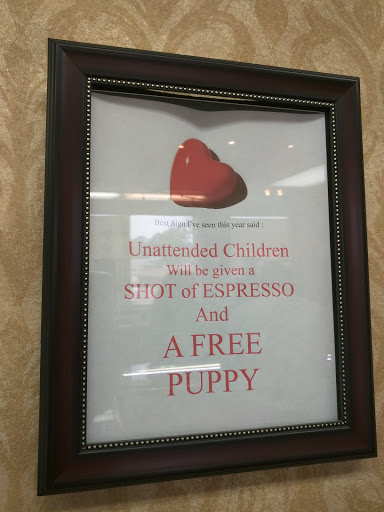 Best Sign I've seen this year said :
Unattended Children
Will be given a
SHOT of ESPRESSO
And
A FREE
PUPPY